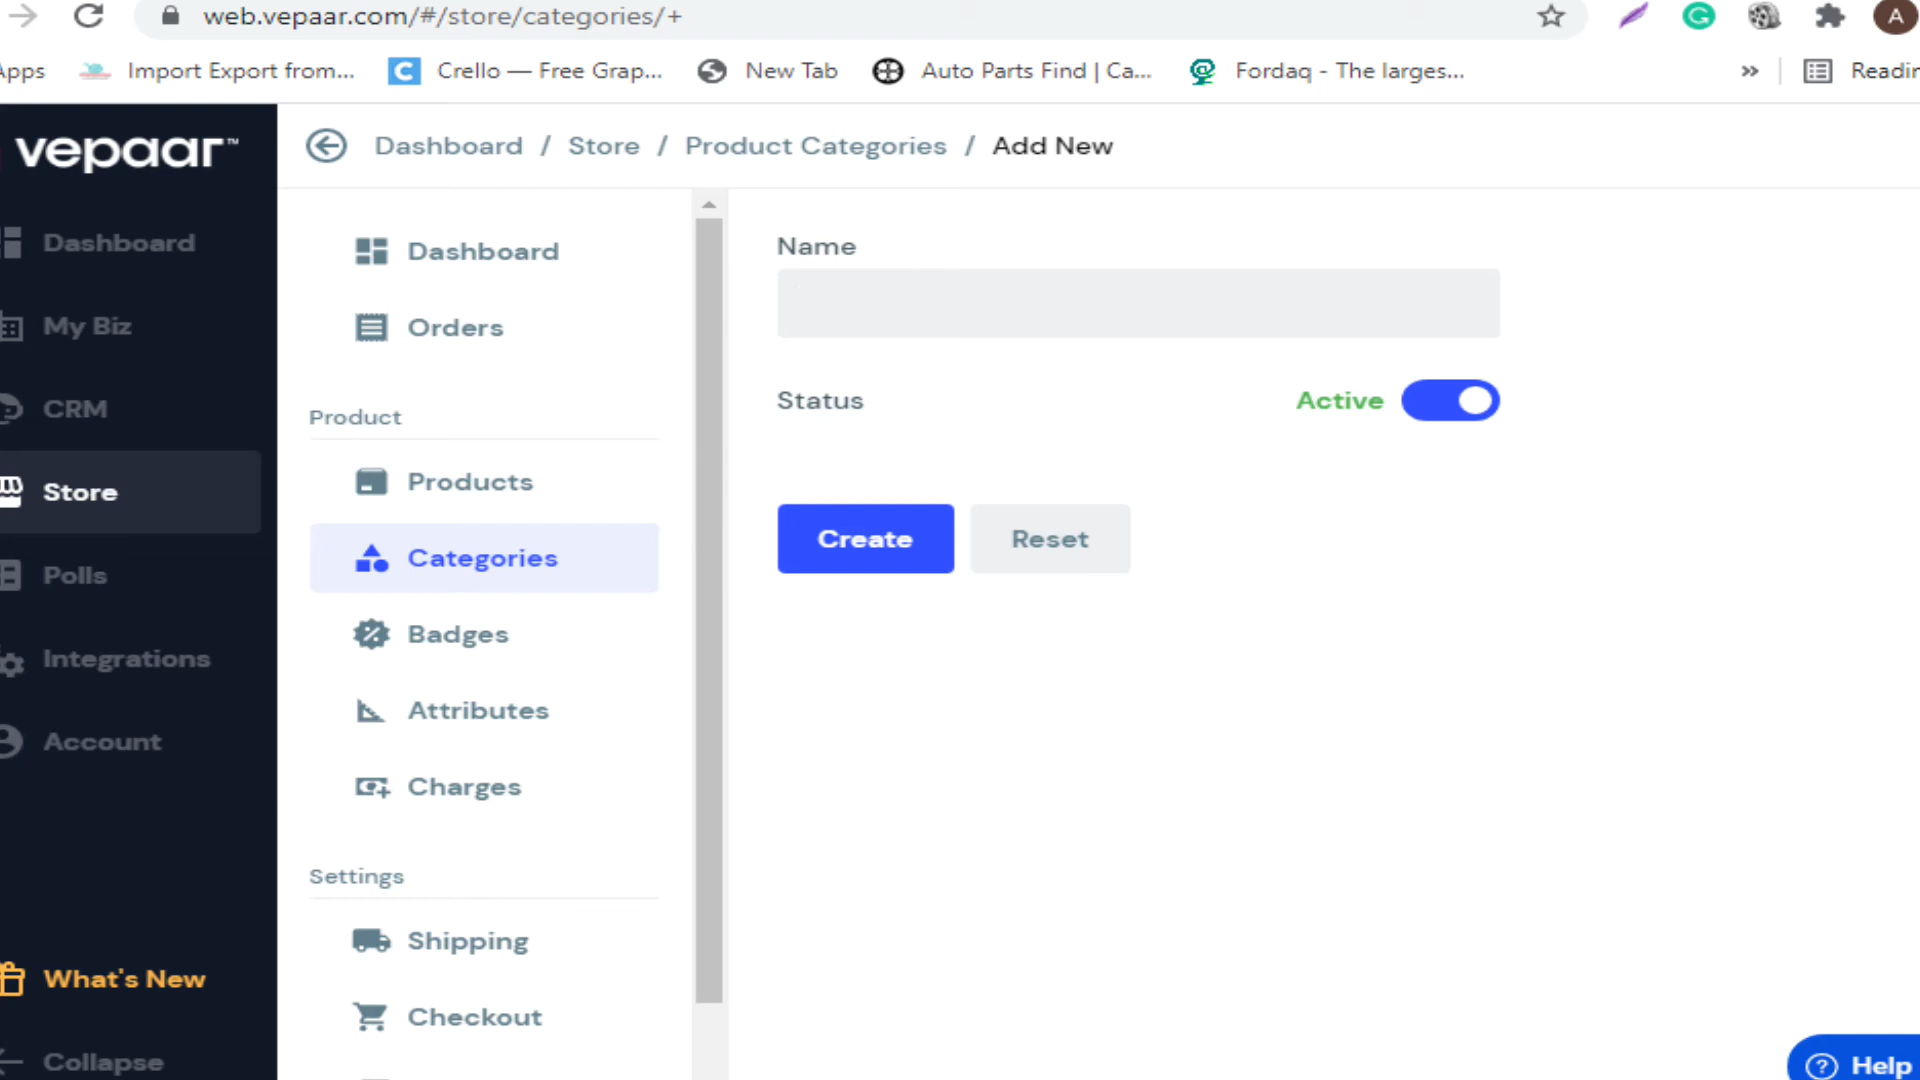 web.vepaar.com/#/store/categories/+
A
Apps
Import Export from...
C
Crello — Free Grap...
New Tab
Auto Parts Find | Ca...
Fordaq - The larges...
»
vepaar™
Dashboard / Store / Product Categories / Add New
Dashboard
My Biz
CRM
Store
Polls
Integrations
Account
What's New
Collapse
Dashboard
Orders
Product
Products
Categories
Badges
Attributes
Charges
Settings
Shipping
Checkout
Name
Status
Active
Create
Reset
Help